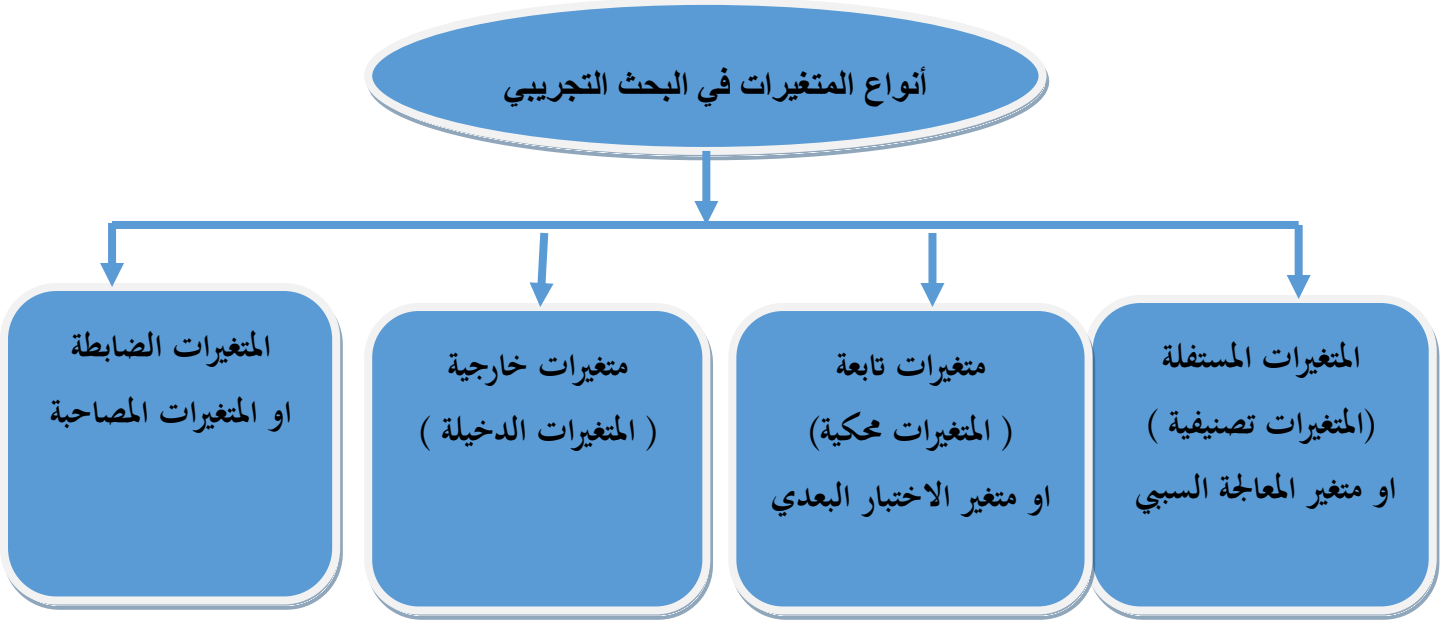 أنواع المتغيرات في البحث التجريبي
المتغيرات المستفلة
(المتغيرات تصنيفية )
او متغير المعالجة السببي
متغيرات تابعة
( المتغيرات محكية)
او متغير الاختبار البعدي
متغيرات خارجية
( المتغيرات الدخيلة )
المتغيرات الضابطة
او المتغيرات المصاحبة